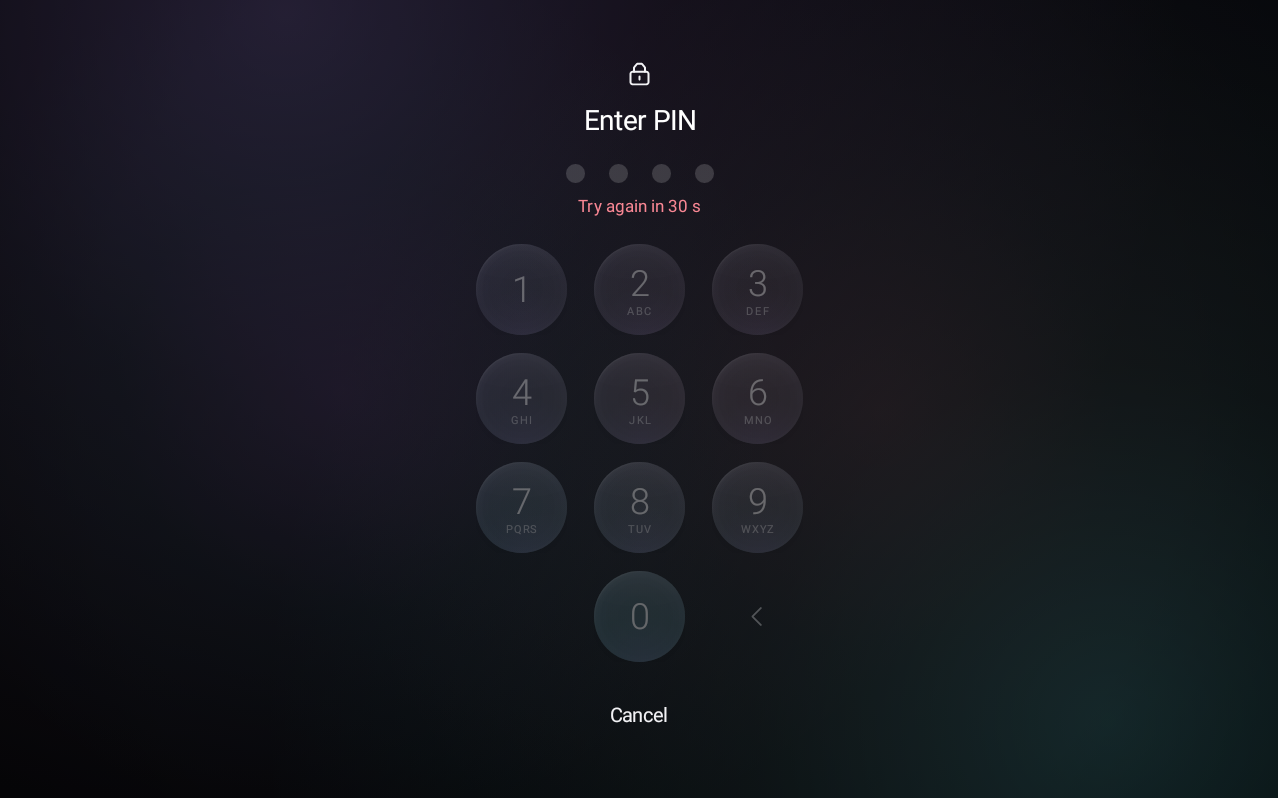 Enter PIN
Try again in 30 s
1
2
ABC
3
DEF
4
GHI
5
JKL
6
MNO
7
PQRS
8
TUV
9
WXYZ
0
Cancel